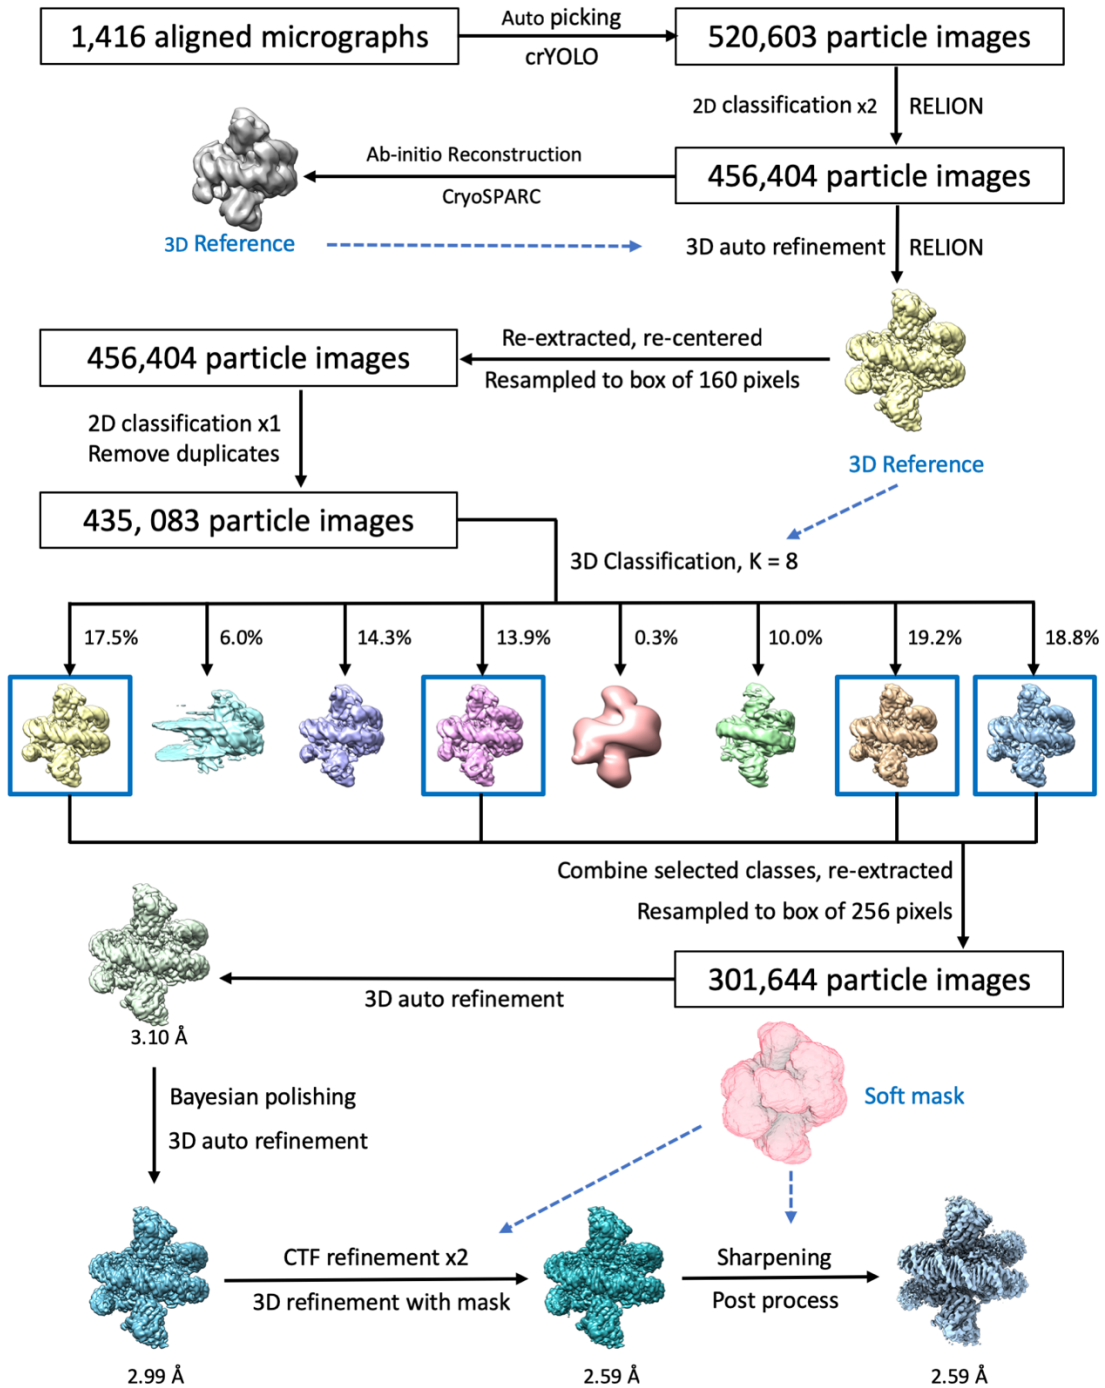 1,416 aligned micrographs
Auto picking
crYOLO
520,603 particle images
2D classification x2
RELION
Ab-initio Reconstruction
CryoSPARC
456,404 particle images
3D Reference
3D auto refinement
RELION
456,404 particle images
Re-extracted, re-centered
Resampled to box of 160 pixels
2D classification x1
Remove duplicates
3D Reference
435, 083 particle images
3D Classification, K = 8
17.5%
6.0%
14.3%
13.9%
0.3%
10.0%
19.2%
18.8%
Combine selected classes, re-extracted
Resampled to box of 256 pixels
301,644 particle images
3D auto refinement
3.10 Å
Bayesian polishing
3D auto refinement
Soft mask
CTF refinement x2
3D refinement with mask
Sharpening
Post process
2.99 Å
2.59 Å
2.59 Å